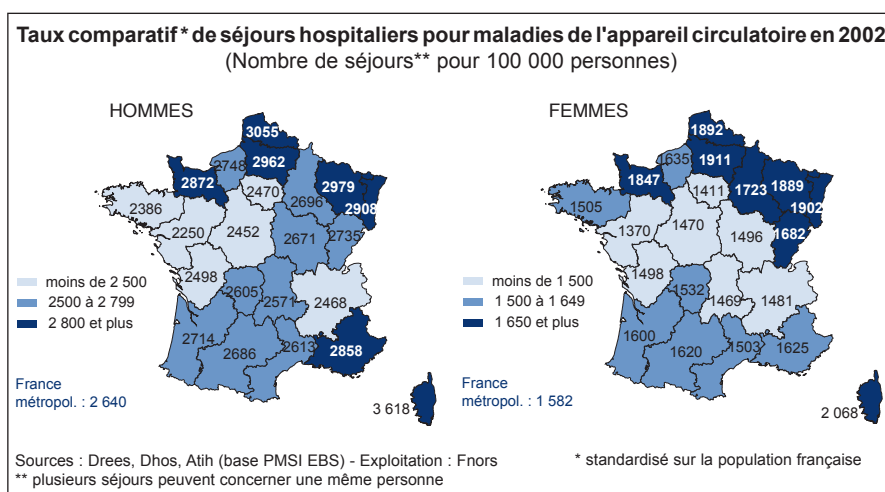 Taux comparatif * de séjours hospitaliers pour maladies de l'appareil circulatoire en 2002
(Nombre de séjours** pour 100 000 personnes)
HOMMES
3055
2748
2962
2872
2470
2979
2696
2908
2386
2250
2452
2671
2735
2498
2605
2571
2468
2714
2686
2613
2858
3 618
moins de 2 500
2500 à 2 799
2 800 et plus
France
métropol. : 2 640
FEMMES
1892
1635
1911
1847
1411
1723
1889
1902
1505
1370
1470
1496
1682
1498
1532
1469
1481
1600
1620
1503
1625
2 068
moins de 1 500
1 500 à 1 649
1 650 et plus
France
métropol. : 1 582
Sources : Drees, Dhos, Atih (base PMSI EBS) - Exploitation : Fnors
** plusieurs séjours peuvent concerner une même personne
* standardisé sur la population française